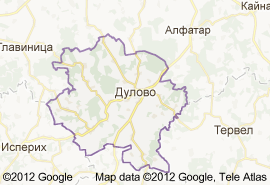 Кайна
Алфатар
Главиница
Дулово
Тервел
Исперих
©2012 Google
Map data ©2012 Google, Tele Atlas